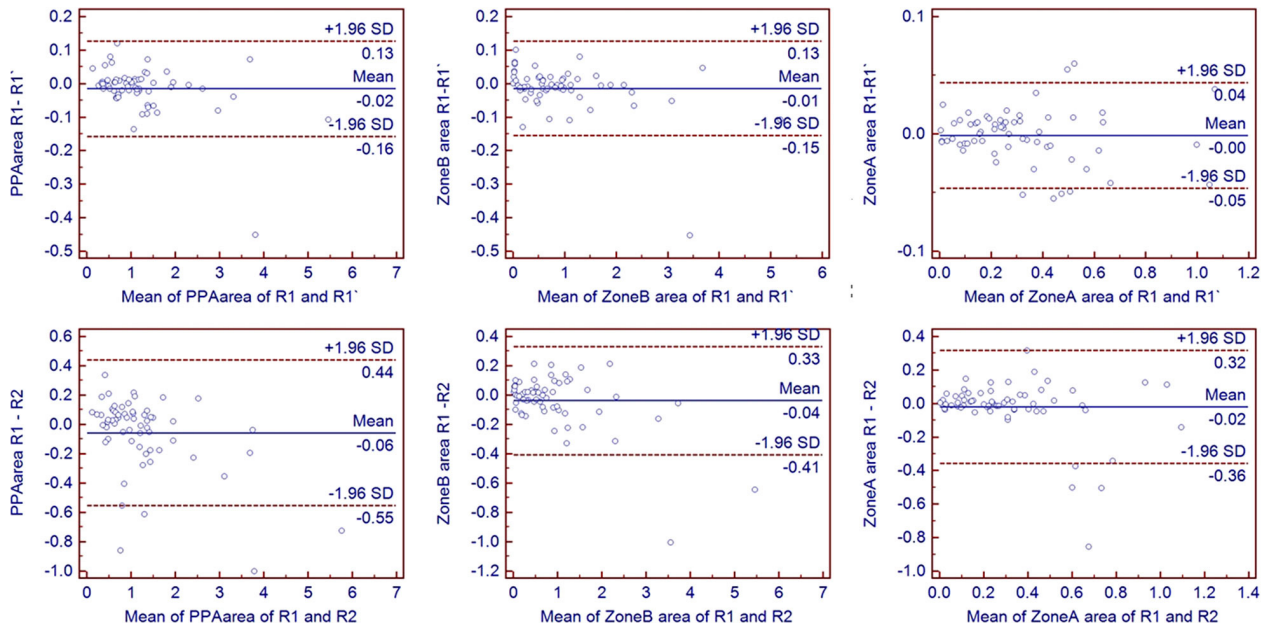 PPAarea R1- R1`
0.2
0.1
0.0
-0.1
-0.2
-0.3
-0.4
-0.5
+1.96 SD
0.13
Mean
-0.02
-1.96 SD
-0.16
0 1 2 3 4 5 6 7
Mean of PPAarea of R1 and R1`
ZoneB area R1-R1`
0.2
0.1
0.0
-0.1
-0.2
-0.3
-0.4
-0.5
+1.96 SD
0.13
Mean
-0.01
-1.96 SD
-0.15
0 1 2 3 4 5 6
Mean of ZoneB area of R1 and R1`
ZoneA area R1-R1`
0.1
0.0
-0.1
+1.96 SD
0.04
Mean
-0.00
-1.96 SD
-0.05
0.0 0.2 0.4 0.6 0.8 1.0 1.2
Mean of ZoneA area of R1 and R1`
PPAarea R1 - R2
0.6
0.4
0.2
0.0
-0.2
-0.4
-0.6
-0.8
-1.0
+1.96 SD
0.44
Mean
-0.06
-1.96 SD
-0.55
0 1 2 3 4 5 6 7
Mean of PPAarea of R1 and R2
ZoneB area R1 -R2
0.4
0.2
0.0
-0.2
-0.4
-0.6
-0.8
-1.0
-1.2
+1.96 SD
0.33
Mean
-0.04
-1.96 SD
-0.41
0 1 2 3 4 5 6 7
Mean of ZoneB area of R1 and R2
ZoneA area R1 - R2
0.4
0.2
0.0
-0.2
-0.4
-0.6
-0.8
-1.0
+1.96 SD
0.32
Mean
-0.02
-1.96 SD
-0.36
0.0 0.2 0.4 0.6 0.8 1.0 1.2 1.4
Mean of ZoneA area of R1 and R2